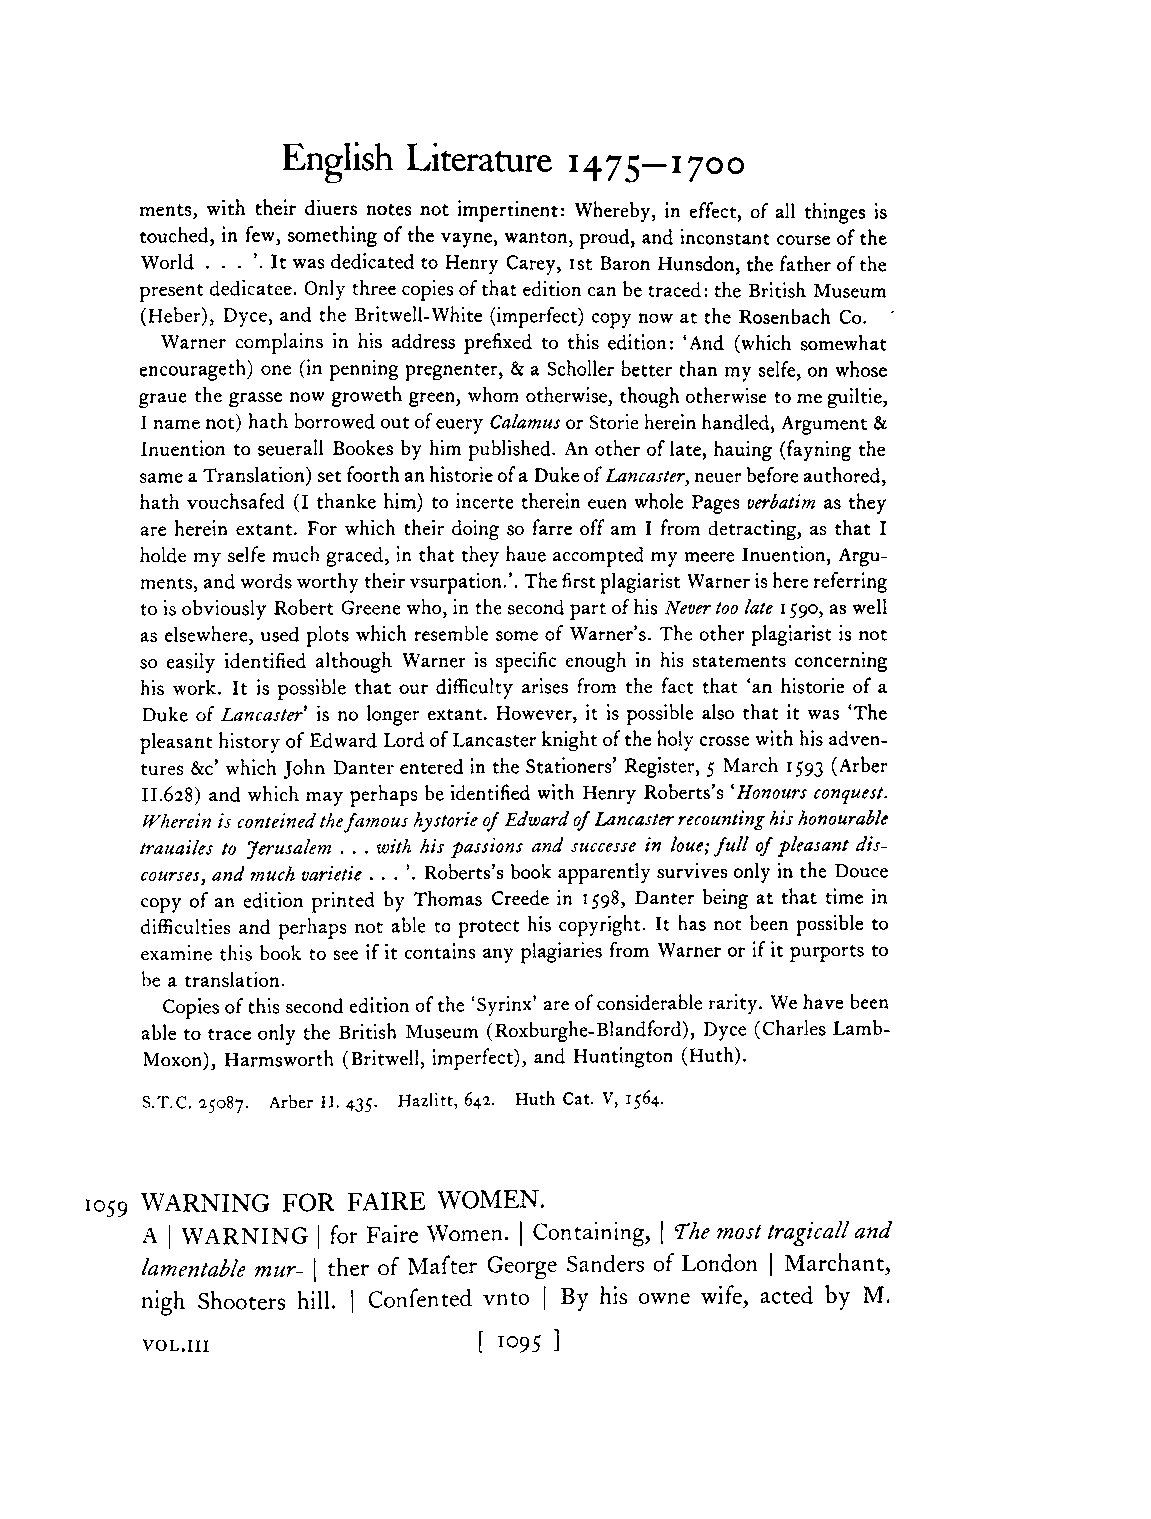 English Literature 1475—1700
ments, with their diuers notes not impertinent: Whereby, in effect, of all thinges is
touched, in few, something of the vayne, wanton, proud, and inconstant course of the
World . . . ’. It was dedicated to Henry Carey, 1st Baron Hunsdon, the father of the
present dedicatee. Only three copies of that edition can be traced: the British Museum
(Heber), Dyce, and the Britwell-White (imperfect) copy now at the Rosenbach Co.
Warner complains in his address prefixed to this edition: ‘And (which somewhat
encourageth) one (in penning pregnenter, & a Scholler better than my selfe, on whose
graue the grasse now groweth green, whom otherwise, though otherwise to me guiltie,
I name not) hath borrowed out of euery Calamus or Storie herein handled, Argument &
Inuention to seuerall Bookes by him published. An other of late, hauing (fayning the
same a Translation) set foorth an historie of a Duke of Lancaster, neuer before authored,
hath vouchsafed (I thanke him) to incerte therein euen whole Pages verbatim as they
are herein extant. For which their doing so farre off am I from detracting, as that I
holde my selfe much graced, in that they haue accompted my meere Inuention, Argu-
ments, and words worthy their vsurpation.’. The first plagiarist Warner is here referring
to is obviously Robert Greene who, in the second part of his Never too late 1590, as well
as elsewhere, used plots which resemble some of Warner’s. The other plagiarist is not
so easily identified although Warner is specific enough in his statements concerning
his work. It is possible that our difficulty arises from the fact that ‘an historie of a
Duke of Lancaster’ is no longer extant. However, it is possible also that it was ‘The
pleasant history of Edward Lord of Lancaster knight of the holy crosse with his adven-
tures &c’ which John Danter entered in the Stationers’ Register, 5 March 1593 (Arber
II.628) and which may perhaps be identified with Henry Roberts’s ‘Honours conquest.
Wherein is conteined the famous hystorie of Edward of Lancaster recounting his honourable
trauailes to Jerusalem . . . with his passions and successe in loue; full of pleasant dis-
courses, and much varietie . . . ’. Roberts’s book apparently survives only in the Douce
copy of an edition printed by Thomas Creede in 1598, Danter being at that time in
difficulties and perhaps not able to protect his copyright. It has not been possible to
examine this book to see if it contains any plagiaries from Warner or if it purports to
be a translation.
Copies of this second edition of the ‘Syrinx’ are of considerable rarity. We have been
able to trace only the British Museum (Roxburghe-Blandford), Dyce (Charles Lamb-
Moxon), Harmsworth (Britwell, imperfect), and Huntington (Huth).
S.T.C. 25087. Arber II. 435. Hazlitt, 642. Huth Cat. V, 1564.
1059 WARNING FOR FAIRE WOMEN.
A | WARNING | for Faire Women. | Containing, | The most tragicall and
lamentable mur- | ther of Maſter George Sanders of London | Marchant,
nigh Shooters hill. | Conſented vnto | By his owne wife, acted by M.
VOL.III [ 1095 ]